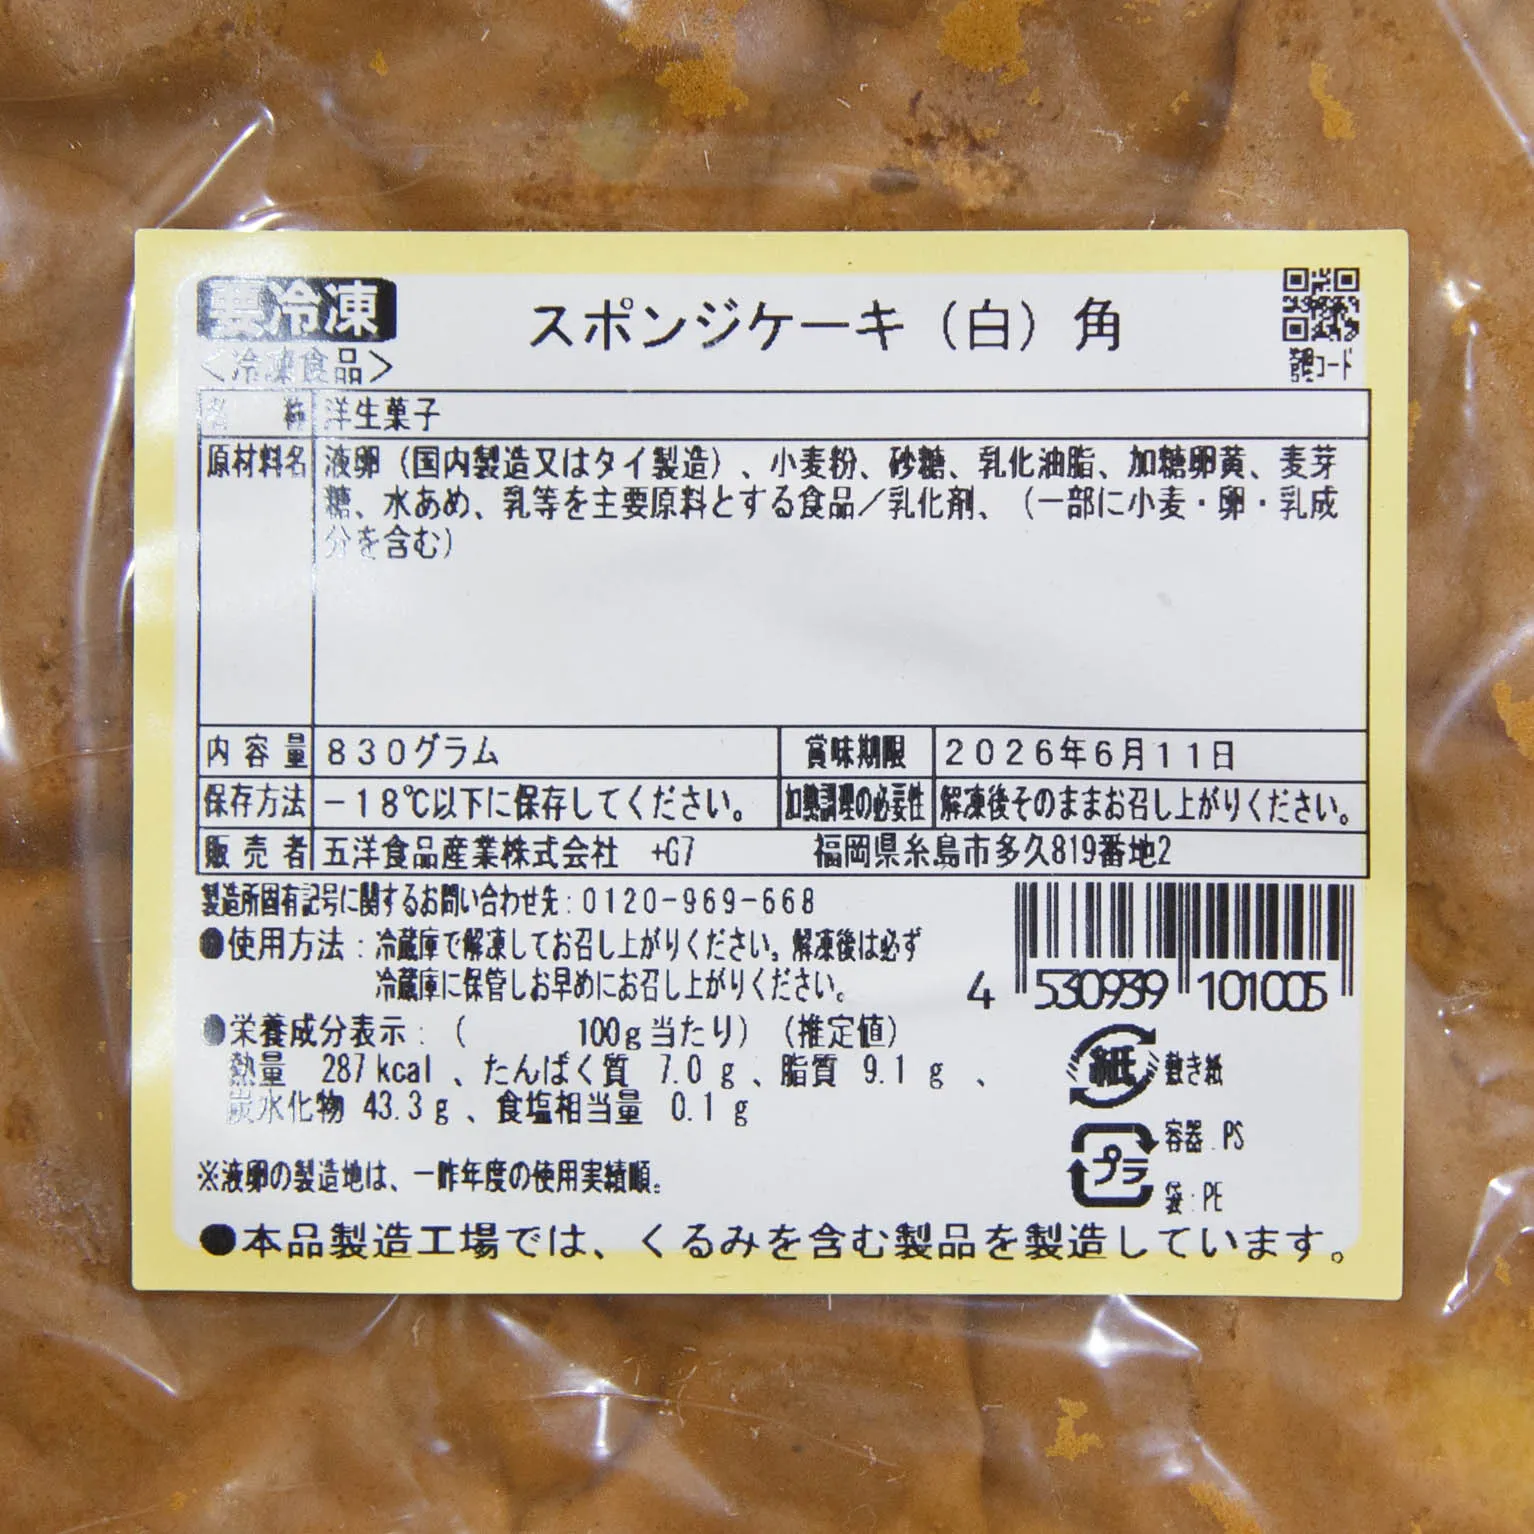 要冷凍
<冷凍食品>
スポンジケーキ（白）角
管理コード
名称 洋生菓子
原材料名 液卵（国内製造又はタイ製造）、小麦粉、砂糖、乳化油脂、加糖卵黄、麦芽
糖、水あめ、乳等を主要原料とする食品／乳化剤、（一部に小麦・卵・乳成
分を含む）
内容量 830グラム 賞味期限 2026年6月11日
保存方法 －18℃以下に保存してください。 加熱調理の必要性 解凍後そのままお召し上がりください。
販売者 五洋食品産業株式会社 +G7 福岡県糸島市多久819番地2
製造所固有記号に関するお問い合わせ先：0120-969-668
●使用方法：冷蔵庫で解凍してお召し上がりください。解凍後は必ず
冷蔵庫に保管しお早めにお召し上がりください。
4 530939 101005
●栄養成分表示：（ 100g当たり）（推定値）
熱量 287kcal、たんぱく質 7.0g、脂質 9.1g、
炭水化物 43.3g、食塩相当量 0.1g
紙 敷き紙
プラ 容器：PS
袋：PE
※液卵の製造地は、一昨年度の使用実績順。
●本品製造工場では、くるみを含む製品を製造しています。